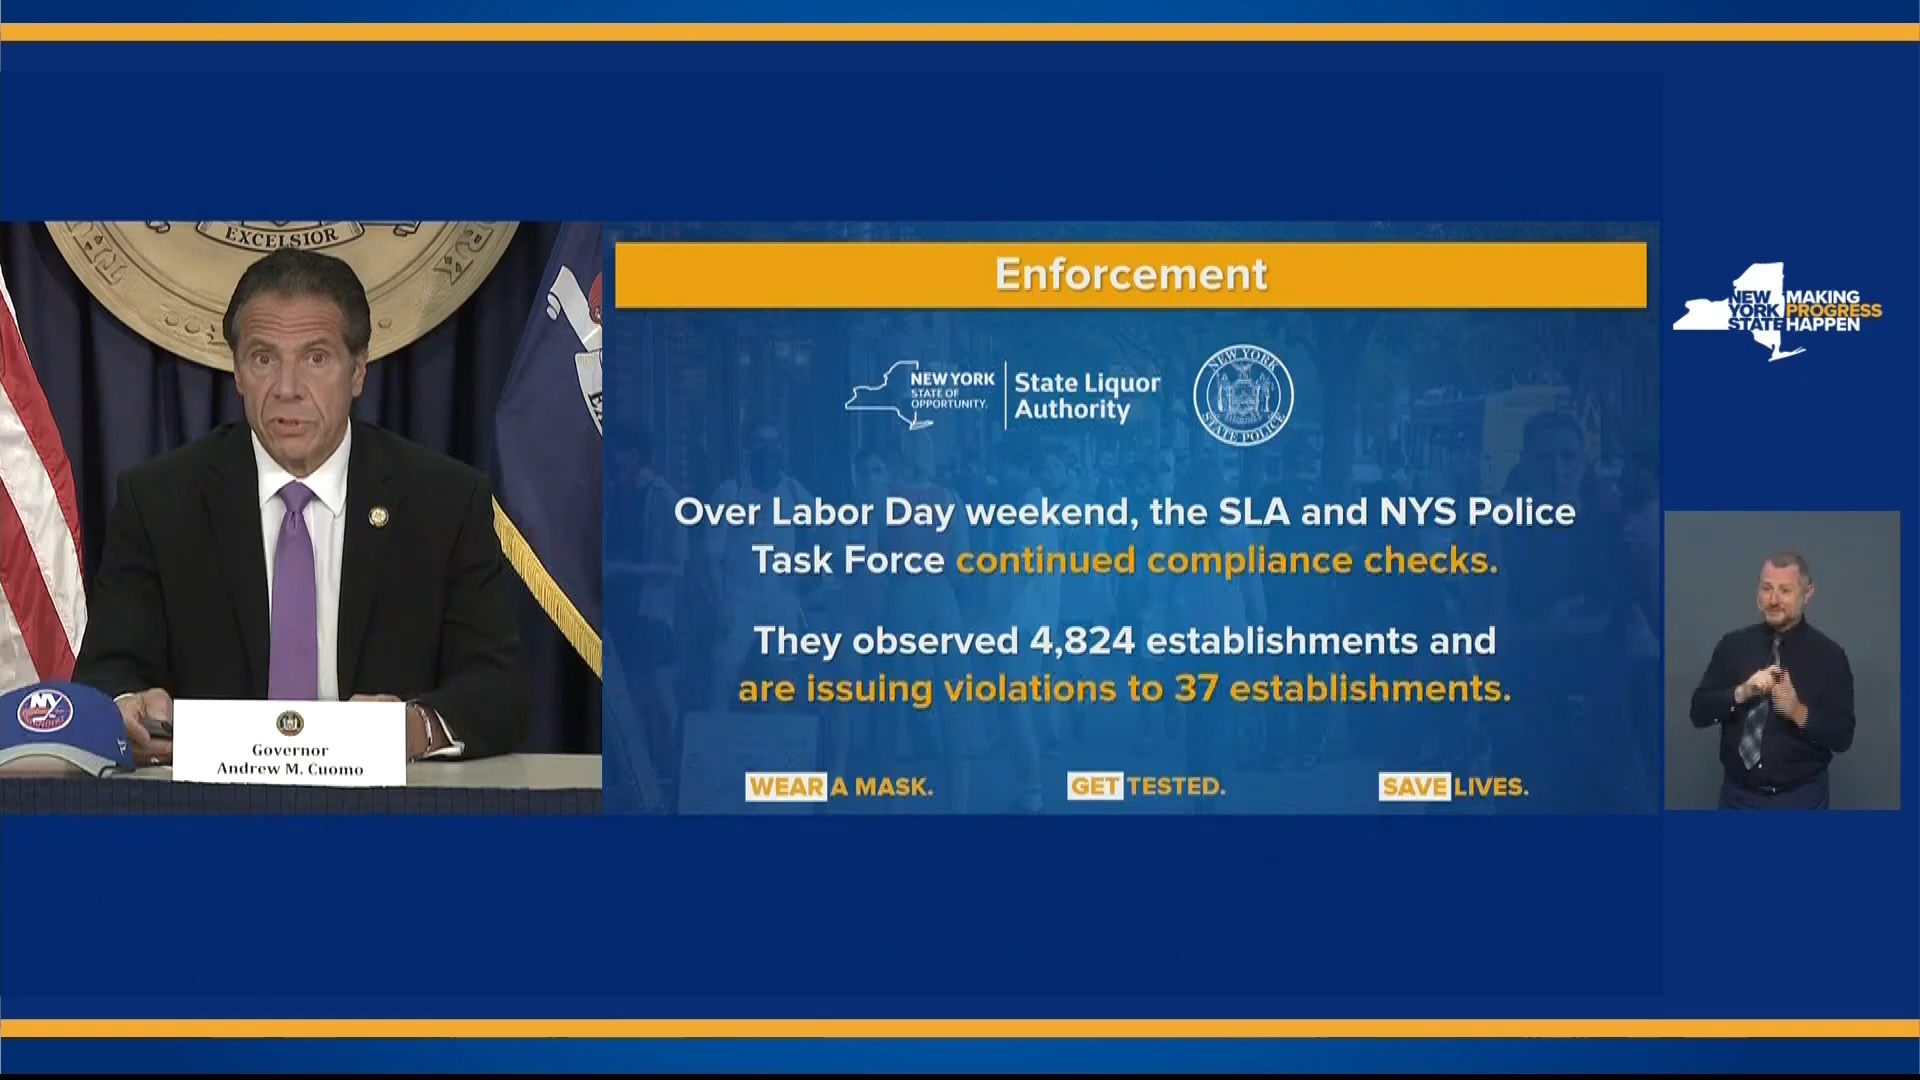 EXCELSIOR
Governor
Andrew M. Cuomo
NY
Enforcement
NEW YORK
STATE OF
OPPORTUNITY.
State Liquor
Authority
NEW YORK
STATE POLICE
Over Labor Day weekend, the SLA and NYS Police
Task Force continued compliance checks.
They observed 4,824 establishments and
are issuing violations to 37 establishments.
WEAR A MASK.
GET TESTED.
SAVE LIVES.
NEW
YORK
STATE
MAKING
PROGRESS
HAPPEN